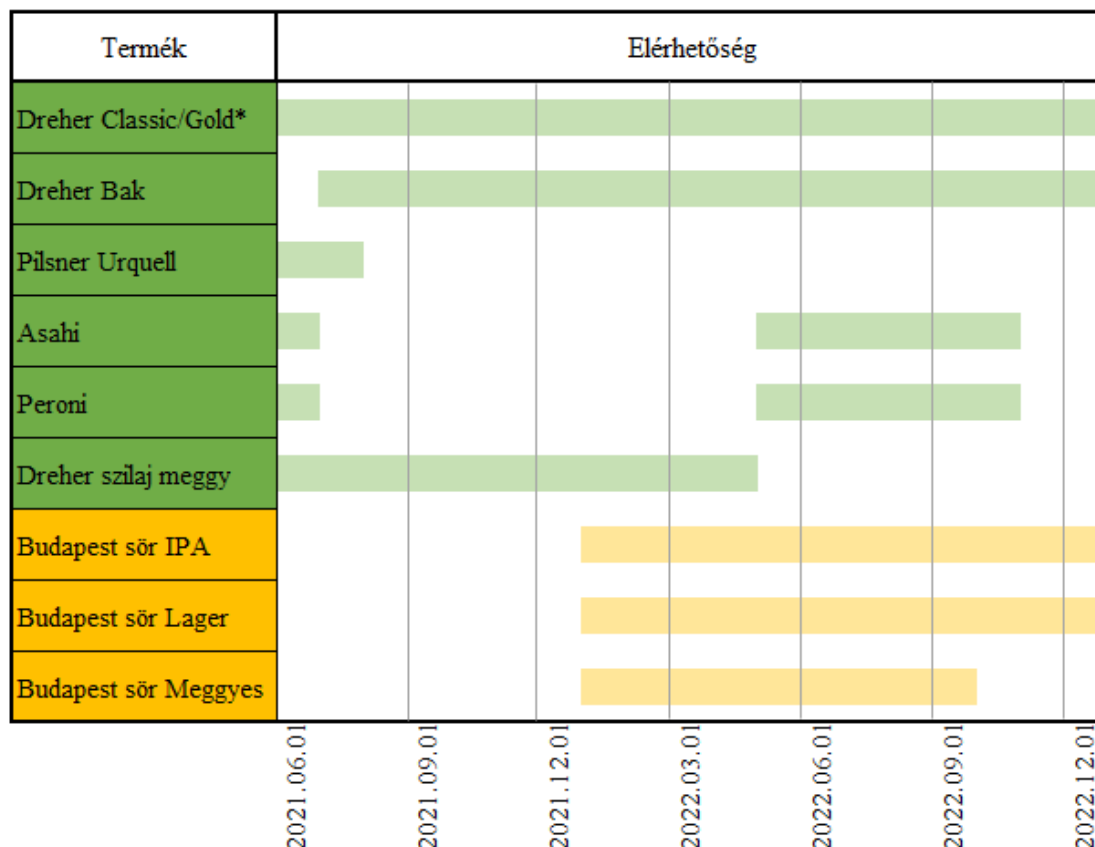 Termék
Elérhetőség
Dreher Classic/Gold*
Dreher Bak
Pilsner Urquell
Asahi
Peroni
Dreher szilaj meggy
Budapest sör IPA
Budapest sör Lager
Budapest sör Meggyes
2021.06.01
2021.09.01
2021.12.01
2022.03.01
2022.06.01
2022.09.01
2022.12.01